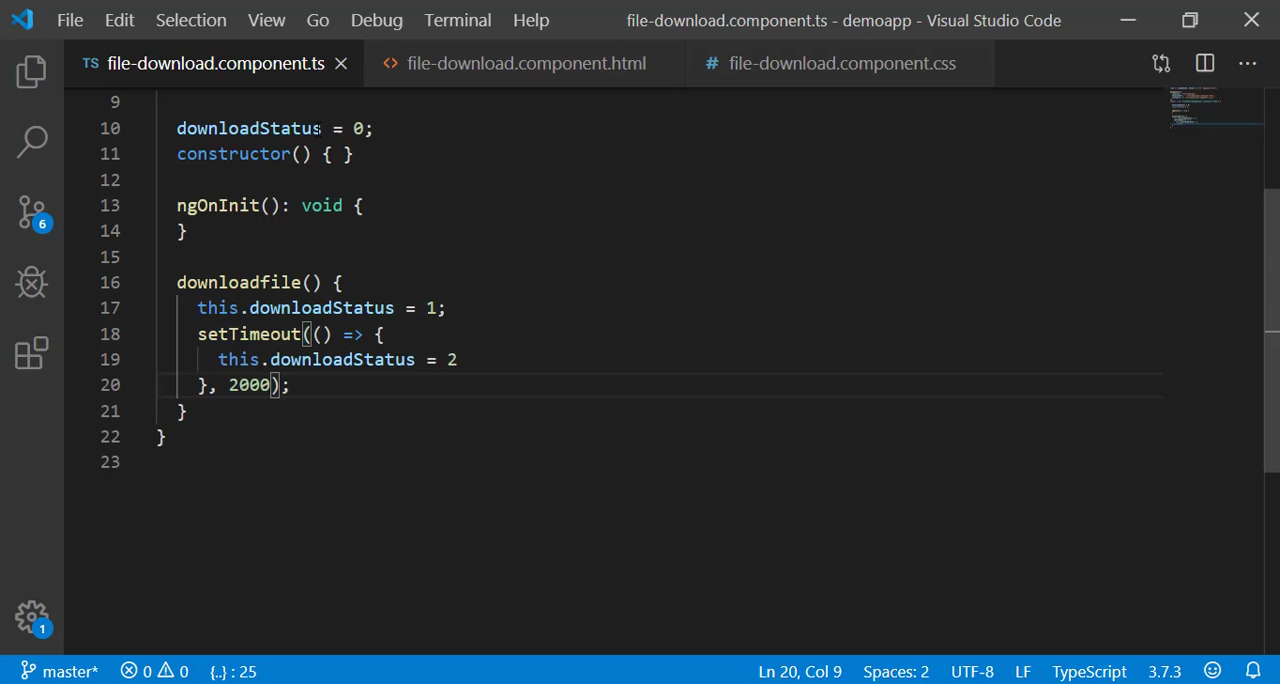 File Edit Selection View Go Debug Terminal Help file-download.component.ts - demoapp - Visual Studio Code
TS file-download.component.ts <> file-download.component.html # file-download.component.css
9
10 downloadStatus = 0;
11 constructor() { }
12
13 ngOnInit(): void {
14 }
15
16 downloadfile() {
17 this.downloadStatus = 1;
18 setTimeout(() => {
19 this.downloadStatus = 2
20 }, 2000);
21 }
22 }
23
6
1
master* 0 0 {..} : 25 Ln 20, Col 9 Spaces: 2 UTF-8 LF TypeScript 3.7.3